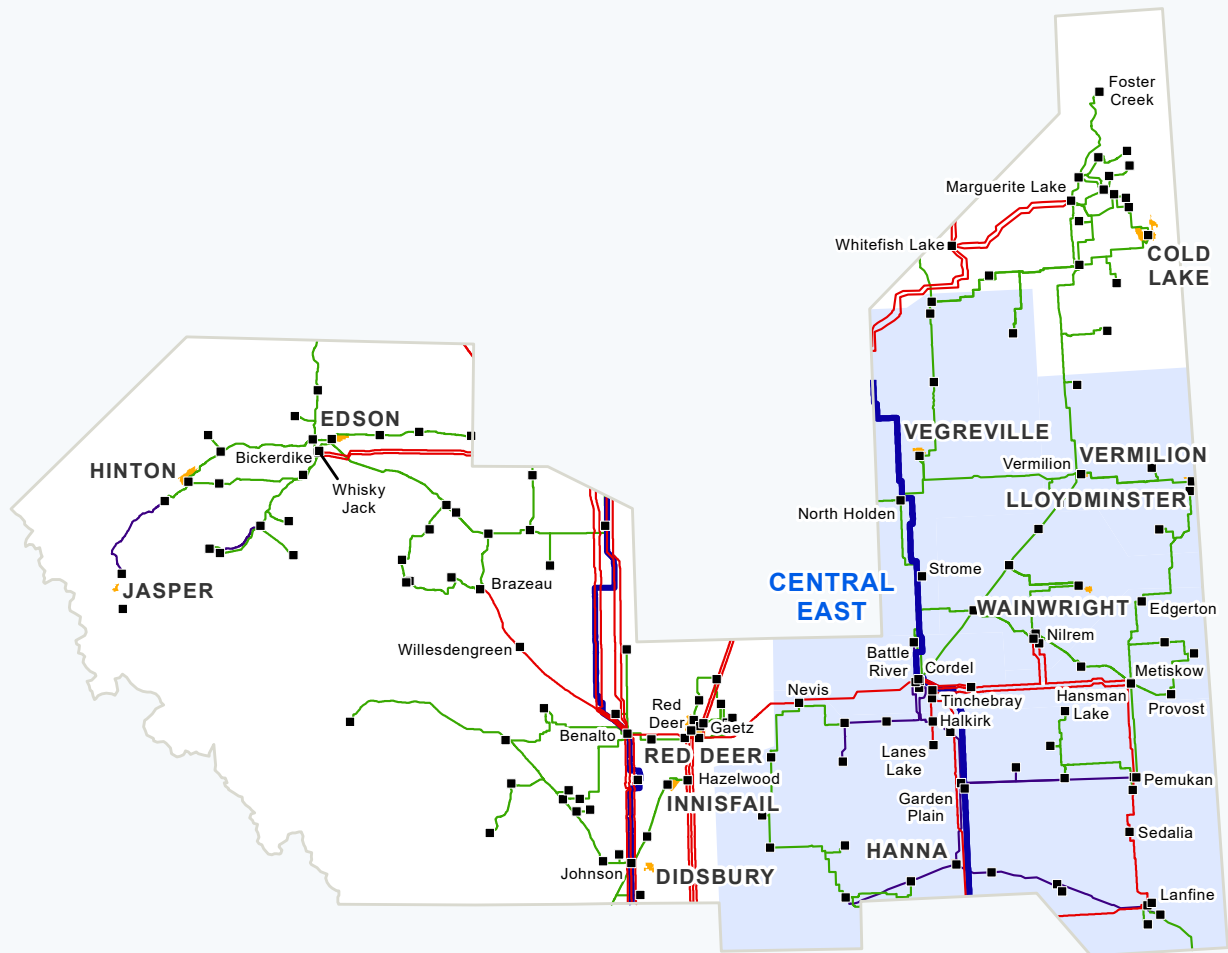 Foster
Creek
Marguerite Lake
Whitefish Lake
COLD
LAKE
EDSON
VEGREVILLE
HINTON
Bickerdike
Whisky
Jack
Vermilion
VERMILION
LLOYDMINSTER
North Holden
JASPER
Brazeau
Strome
CENTRAL
EAST
WAINWRIGHT
Edgerton
Willesdengreen
Nilrem
Battle
River
Cordel
Metiskow
Nevis
Tinchebray
Hansman
Lake
Provost
Red
Deer
Gaetz
Benalto
Halkirk
RED DEER
Lanes
Lake
Hazelwood
Pemukan
INNISFAIL
Garden
Plain
Sedalia
HANNA
Johnson
DIDSBURY
Lanfine